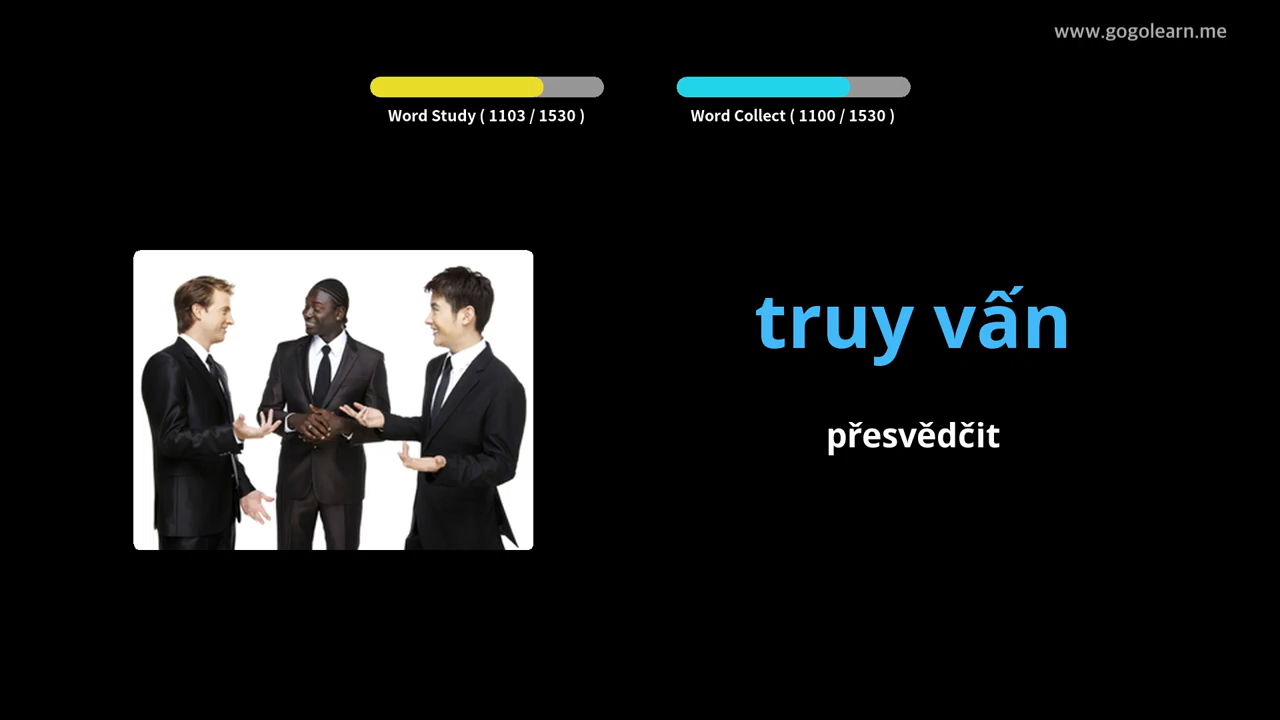 www.gogolearn.me
Word Study ( 1103 / 1530 )
Word Collect ( 1100 / 1530 )
truy vấn
přesvědčit